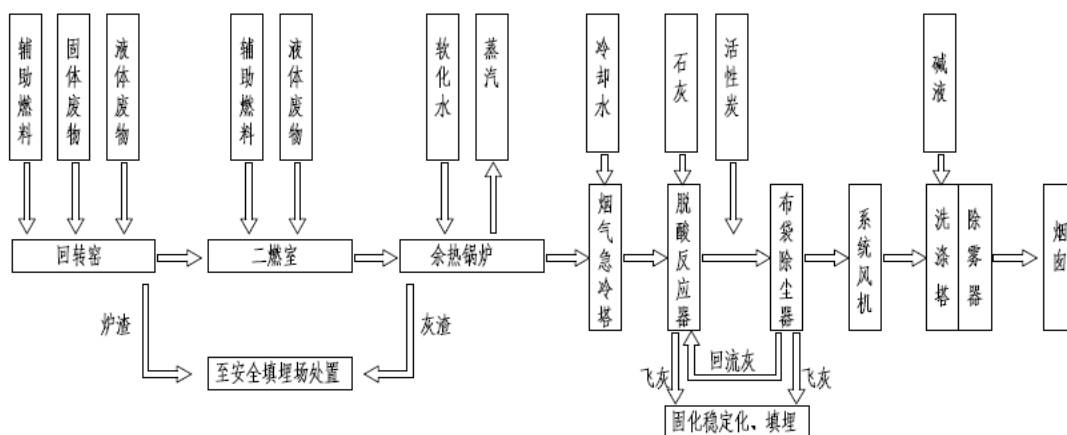 辅助燃料
固体废物
液体废物
辅助燃料
液体废物
软化水
蒸汽
冷却水
石灰
活性炭
碱液
回转窑
二燃室
余热锅炉
烟气急冷塔
脱酸反应器
布袋除尘器
系统风机
洗涤塔
除雾器
烟囱
炉渣
灰渣
至安全填埋场处置
回流灰
飞灰
飞灰
固化稳定化、填埋